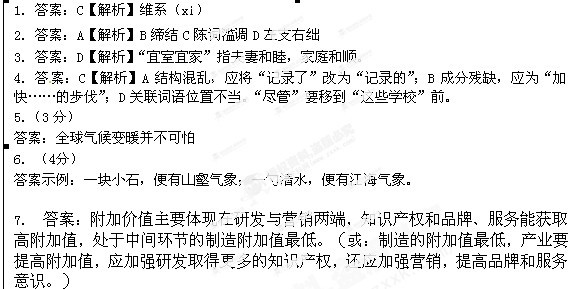 1. 答案：C【解析】维系（xì）
2. 答案：A【解析】B缔结C陈词滥调D左支右绌
3. 答案：D【解析】“宜室宜家”指夫妻和睦，家庭和顺。
4. 答案：C【解析】A 结构混乱，应将“记录了”改为“记录的”；B 成分残缺，应为“加
快……的步伐”；D 关联词语位置不当，“尽管”要移到“这些学校”前。
5.（3分）
答案：全球气候变暖并不可怕
6. （4分）
答案示例：一块小石，便有山壑气象；一勺清水，便有江海气象。
7. 答案：附加价值主要体现在研发与营销两端，知识产权和品牌、服务能获取
高附加值，处于中间环节的制造附加值最低。（或：制造的附加值最低，产业要
提高附加值，应加强研发取得更多的知识产权，还应加强营销，提高品牌和服务
意识。）